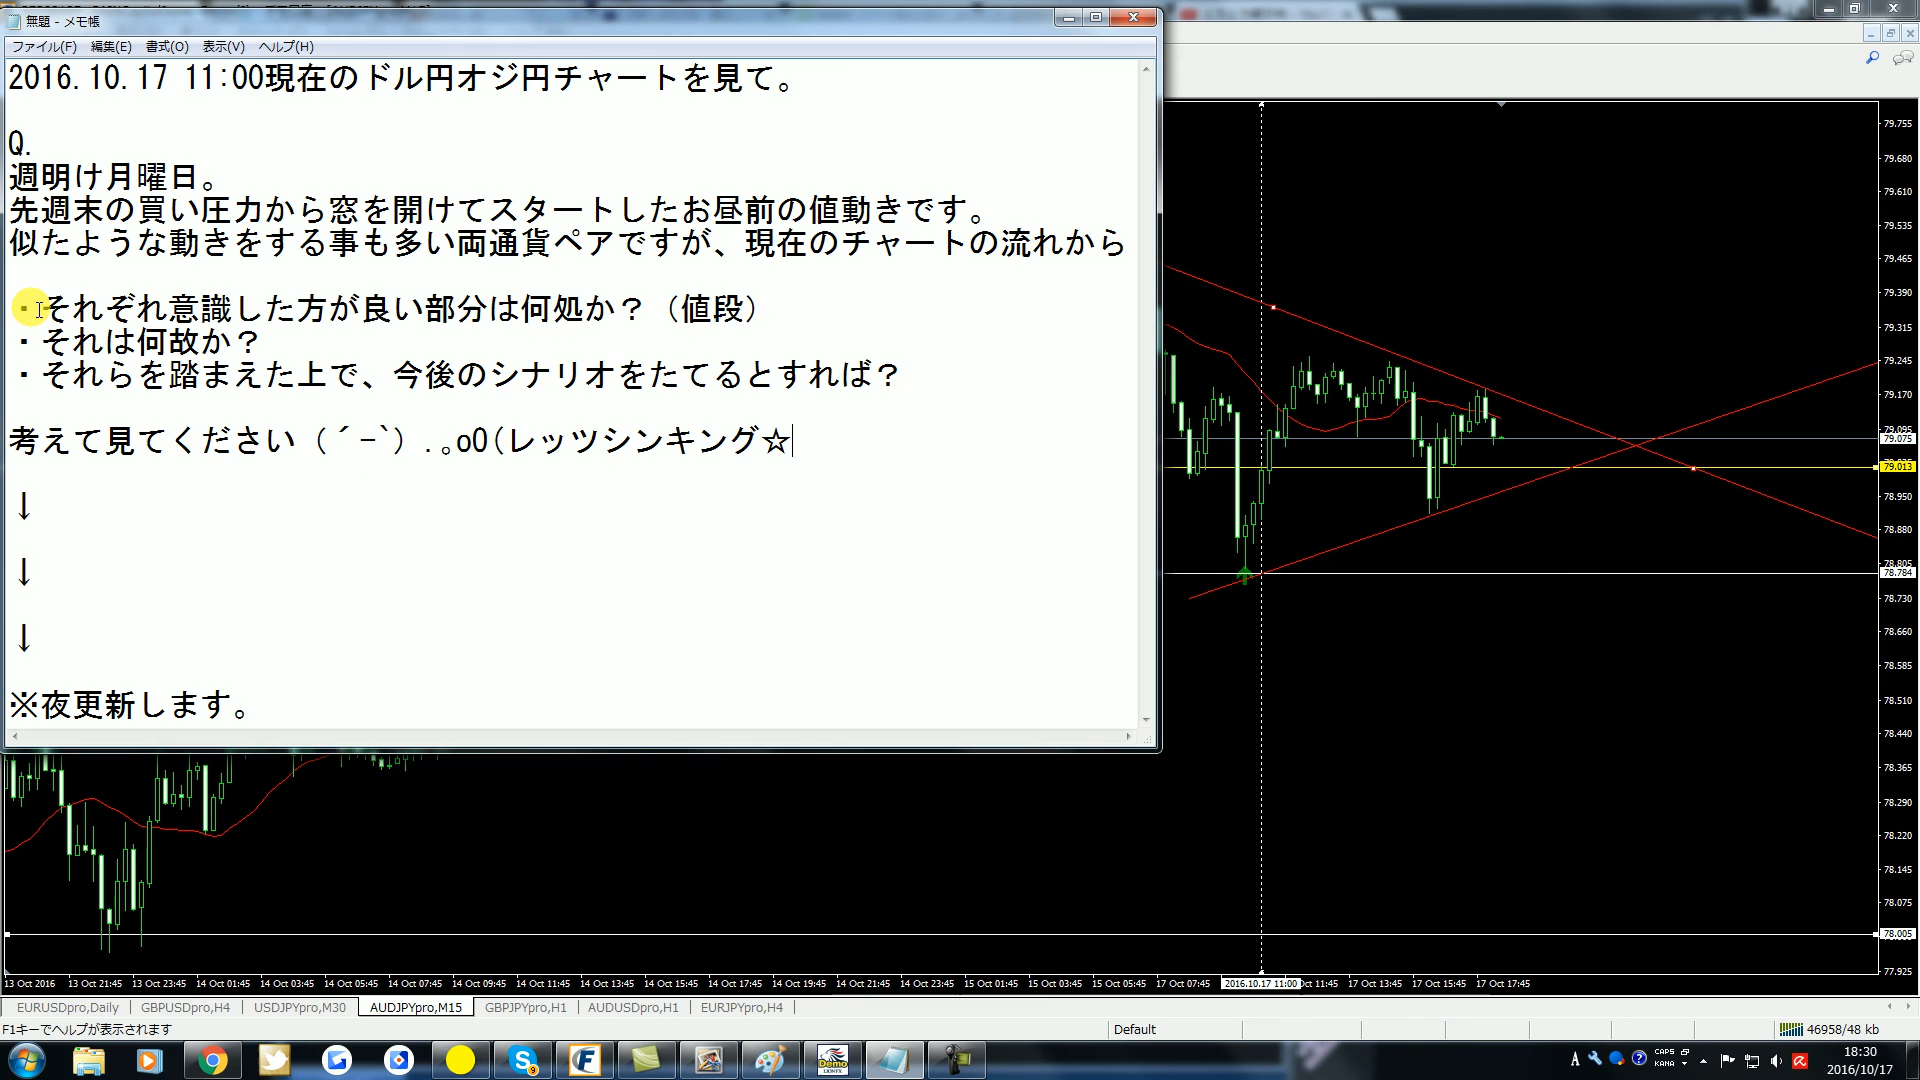 無題 - メモ帳
ファイル(F) 編集(E) 書式(O) 表示(V) ヘルプ(H)
2016.10.17 11:00現在のドル円オジ円チャートを見て。
Q.
週明け月曜日。
先週末の買い圧力から窓を開けてスタートしたお昼前の値動きです。
似たような動きをする事も多い両通貨ペアですが、現在のチャートの流れから
・それぞれ意識した方が良い部分は何処か？（値段）
・それは何故か？
・それらを踏まえた上で、今後のシナリオをたてるとすれば？
考えて見てください（´-`）.｡oO(レッツシンキング☆
↓
↓
↓
※夜更新します。
79.755
79.680
79.610
79.535
79.465
79.390
79.315
79.245
79.170
79.095
79.075
79.013
78.950
78.880
78.805
78.784
78.730
78.660
78.585
78.510
78.440
78.365
78.290
78.220
78.145
78.075
78.005
77.925
13 Oct 2016 13 Oct 21:45 13 Oct 23:45 14 Oct 01:45 14 Oct 03:45 14 Oct 05:45 14 Oct 07:45 14 Oct 09:45 14 Oct 11:45 14 Oct 13:45 14 Oct 15:45 14 Oct 17:45 14 Oct 19:45 14 Oct 21:45 14 Oct 23:45 15 Oct 01:45 15 Oct 03:45 15 Oct 05:45 17 Oct 07:45 2016.10.17 11:00 Oct 11:45 17 Oct 13:45 17 Oct 15:45 17 Oct 17:45
EURUSDpro,Daily GBPUSDpro,H4 USDJPYpro,M30 AUDJPYpro,M15 GBPJPYpro,H1 AUDUSDpro,H1 EURJPYpro,H4
F1キーでヘルプが表示されます Default 46958/48 kb
Demo
LIONFX
A CAPS
KANA
18:30
2016/10/17